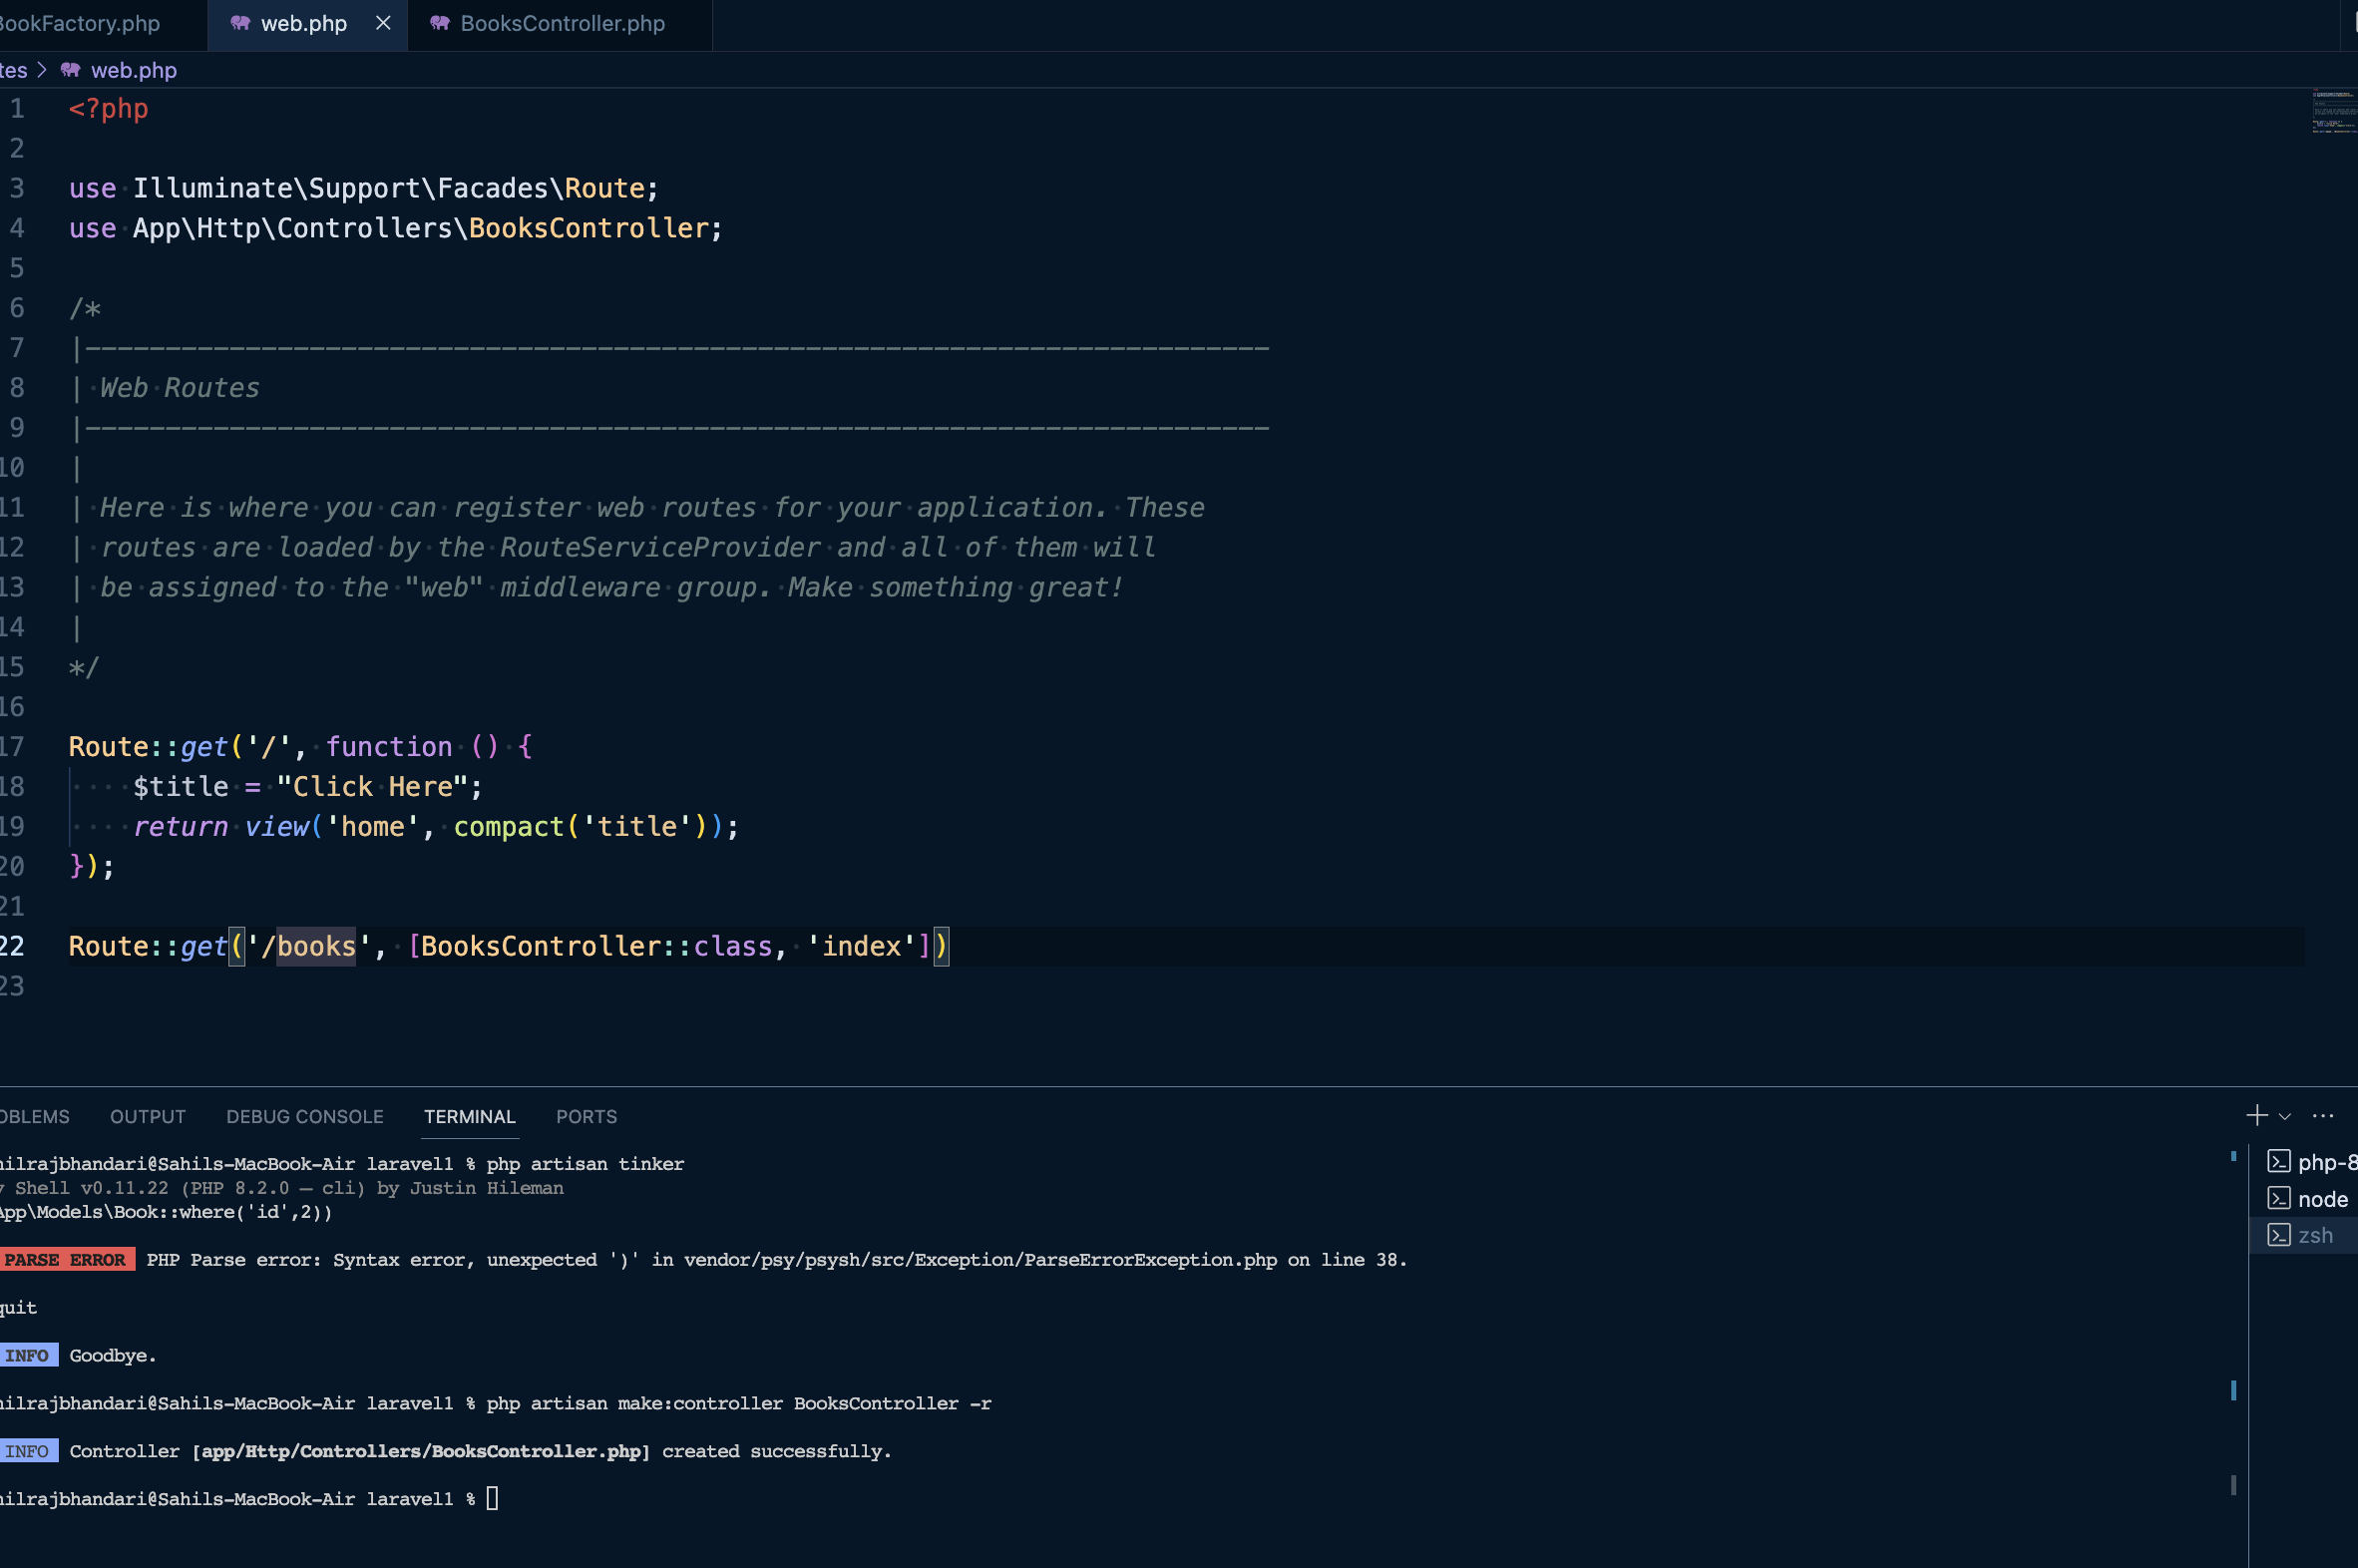 BookFactory.php
web.php
BooksController.php
tes > web.php
1 <?php
2
3 use Illuminate\Support\Facades\Route;
4 use App\Http\Controllers\BooksController;
5
6 /*
7 |--------------------------------------------------------------------------
8 | Web Routes
9 |--------------------------------------------------------------------------
10 |
11 | Here is where you can register web routes for your application. These
12 | routes are loaded by the RouteServiceProvider and all of them will
13 | be assigned to the "web" middleware group. Make something great!
14 |
15 */
16
17 Route::get('/', function () {
18     $title = "Click Here";
19     return view('home', compact('title'));
20 });
21
22 Route::get('/books', [BooksController::class, 'index'])
23
OBLEMS OUTPUT DEBUG CONSOLE TERMINAL PORTS
hilrajbhandari@Sahils-MacBook-Air laravel1 % php artisan tinker
y Shell v0.11.22 (PHP 8.2.0 — cli) by Justin Hileman
App\Models\Book::where('id',2))
PARSE ERROR PHP Parse error: Syntax error, unexpected ')' in vendor/psy/psysh/src/Exception/ParseErrorException.php on line 38.
quit
INFO Goodbye.
hilrajbhandari@Sahils-MacBook-Air laravel1 % php artisan make:controller BooksController -r
INFO Controller [app/Http/Controllers/BooksController.php] created successfully.
hilrajbhandari@Sahils-MacBook-Air laravel1 %
php-8
node
zsh